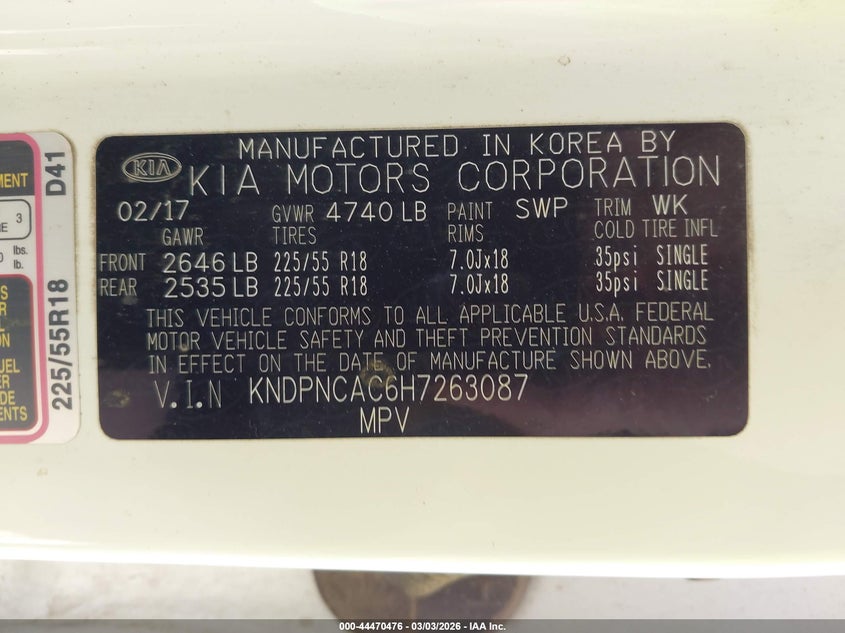 MANUFACTURED IN KOREA BY
KIA KIA MOTORS CORPORATION
02/17 GVWR 4740 LB PAINT SWP TRIM WK
GAWR TIRES RIMS COLD TIRE INFL
FRONT 2646 LB 225/55 R18 7.0Jx18 35psi SINGLE
REAR 2535 LB 225/55 R18 7.0Jx18 35psi SINGLE
THIS VEHICLE CONFORMS TO ALL APPLICABLE U.S.A. FEDERAL
MOTOR VEHICLE SAFETY AND THEFT PREVENTION STANDARDS
IN EFFECT ON THE DATE OF MANUFACTURE SHOWN ABOVE.
V.I.N KNDPNCAC6H7263087
MPV
D41
225/55R18
3
lbs.
lb.
000-44470476 - 03/03/2026 - IAA Inc.